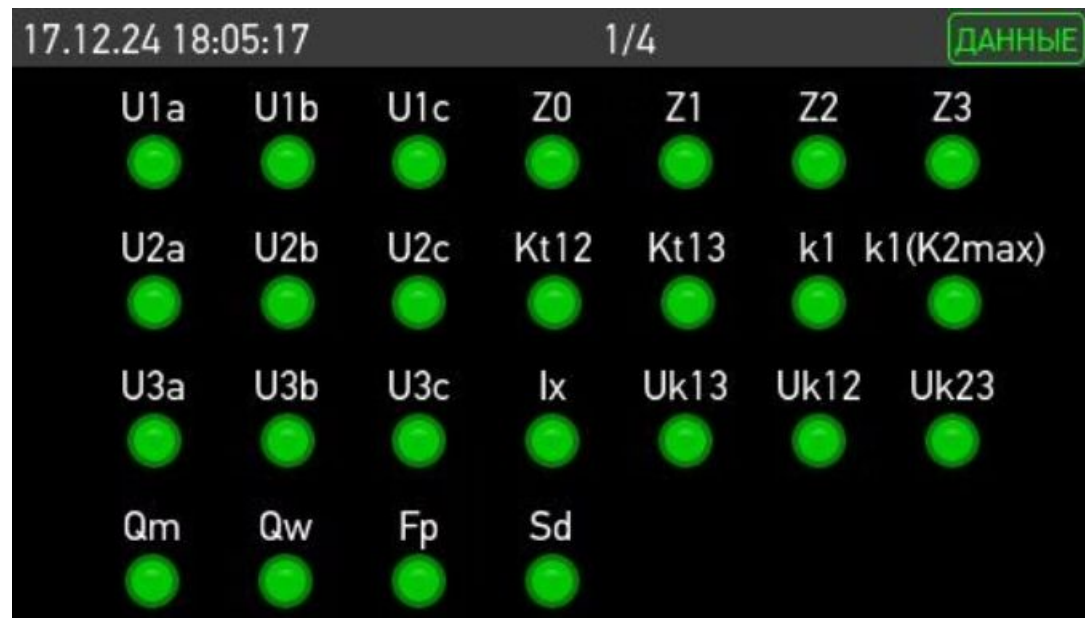 17.12.24 18:05:17 1/4 ДАННЫЕ
U1a U1b U1c Z0 Z1 Z2 Z3
U2a U2b U2c Kt12 Kt13 k1 k1(K2max)
U3a U3b U3c Ix Uk13 Uk12 Uk23
Qm Qw Fp Sd